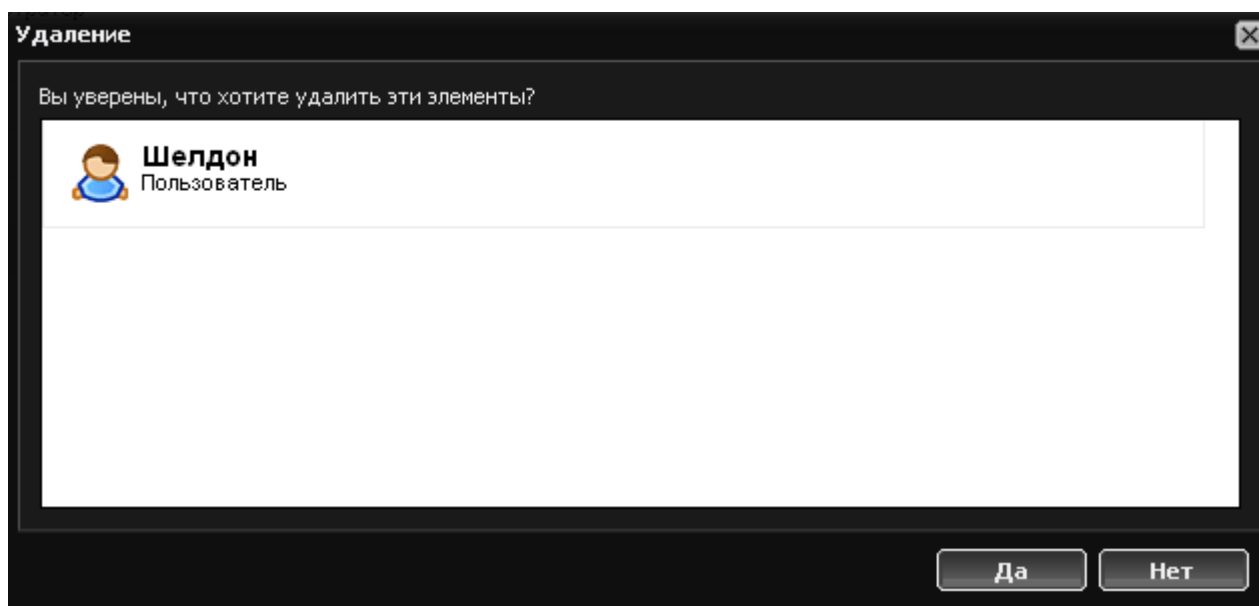 Удаление
Вы уверены, что хотите удалить эти элементы?
Шелдон
Пользователь
Да
Нет